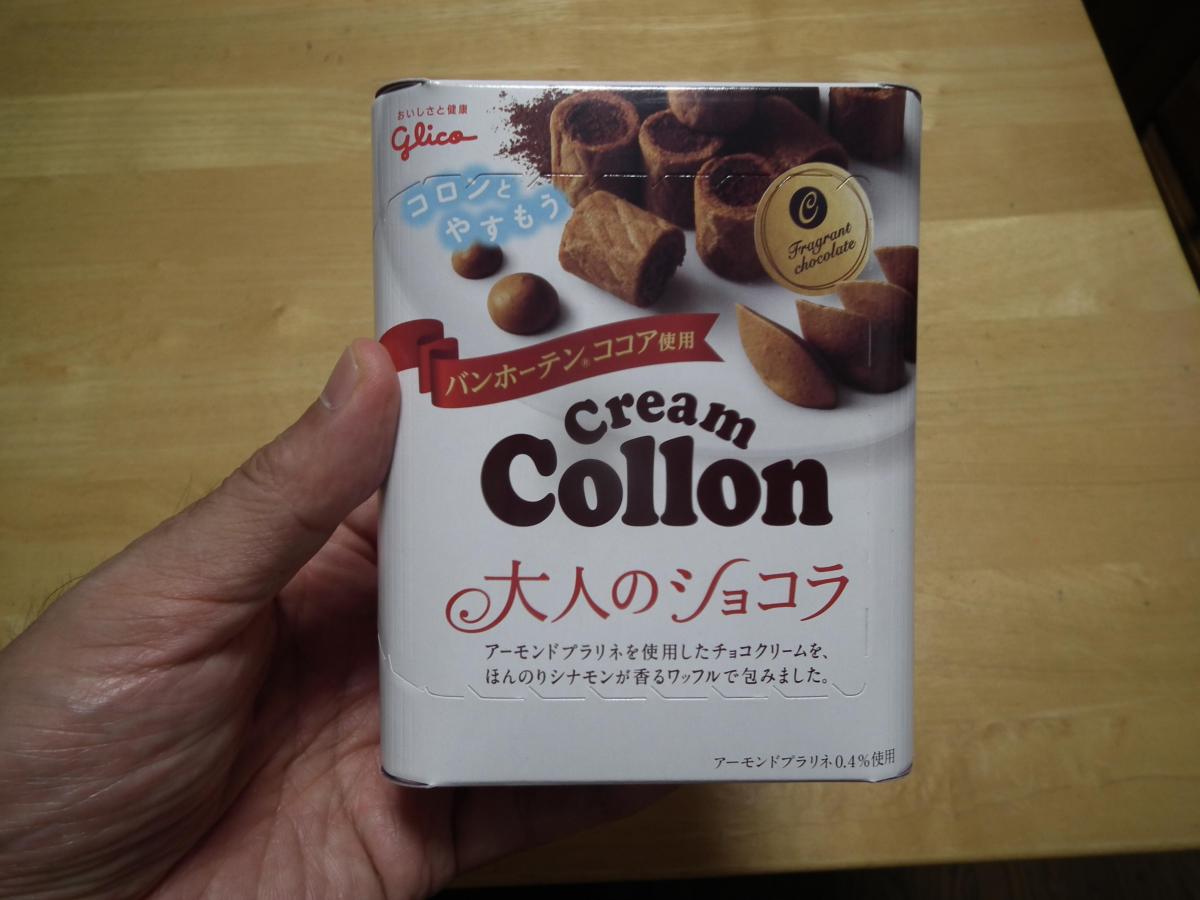 おいしさと健康
glico
コロンと
やすもう
C
Fragrant
chocolate
バンホーテン®ココア使用
Cream
Collon
大人のショコラ
アーモンドプラリネを使用したチョコクリームを、
ほんのりシナモンが香るワッフルで包みました。
アーモンドプラリネ0.4%使用